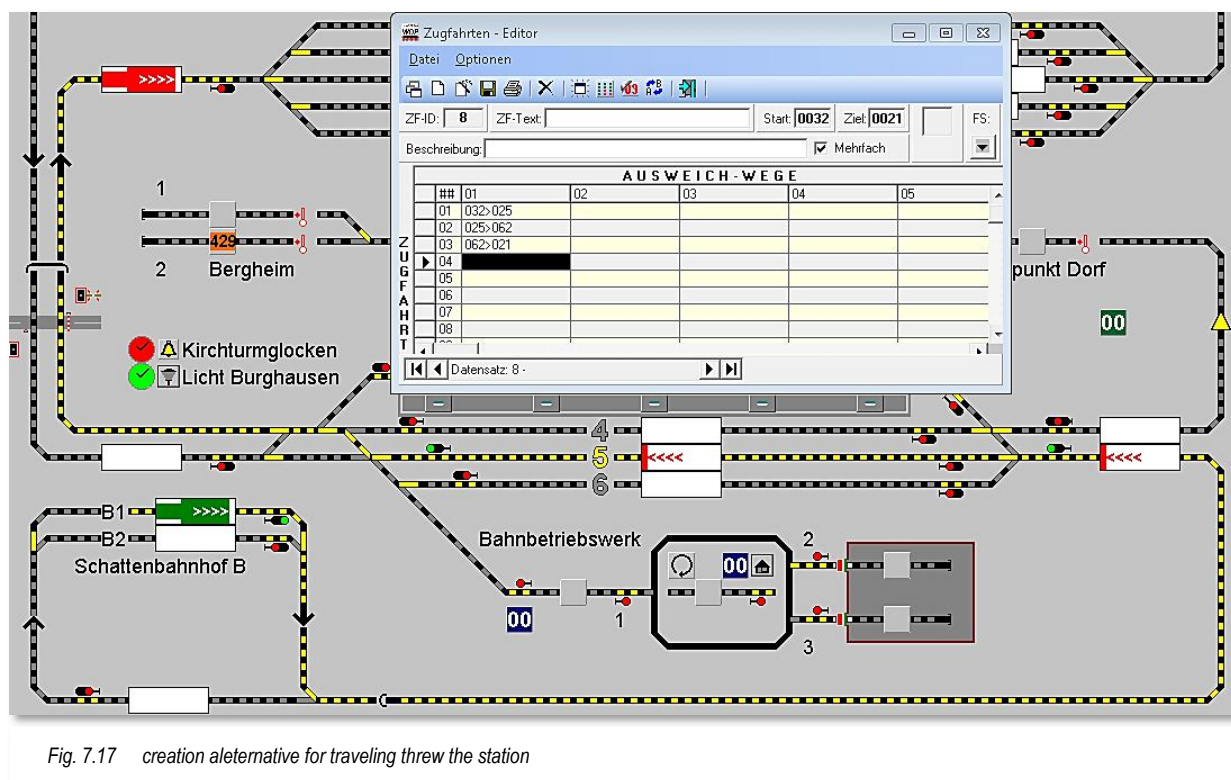 Zugfahrten - Editor
Datei Optionen
ZF-ID: 8 ZF-Text: Start: 0032 Ziel: 0021 FS:
Beschreibung: Mehrfach
AUSWEICH-WEGE
## 01 02 03 04 05
01 032>025
02 025>062
03 062>021
04
05
06
07
08
ZUGFAHRT
Datensatz: 8 -
>>>>
1
429
2 Bergheim
punkt Dorf
00
Kirchturmglocken
Licht Burghausen
4
5 <<<< <<<<
6
B1 >>>>
B2
Schattenbahnhof B
Bahnbetriebswerk
2
00
00
1
3
Fig. 7.17 creation aleternative for traveling threw the station